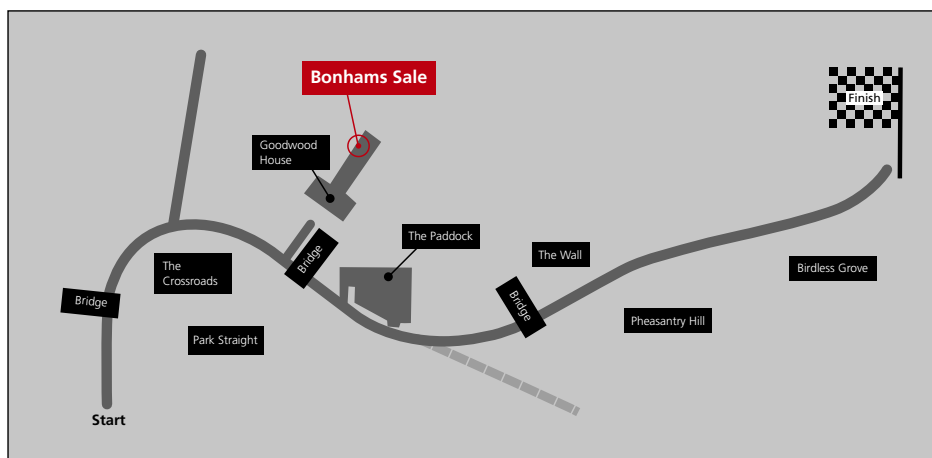 Bonhams Sale
Finish
Goodwood
House
The Paddock
The Wall
Bridge
The
Crossroads
Birdless Grove
Bridge
Bridge
Pheasantry Hill
Park Straight
Start